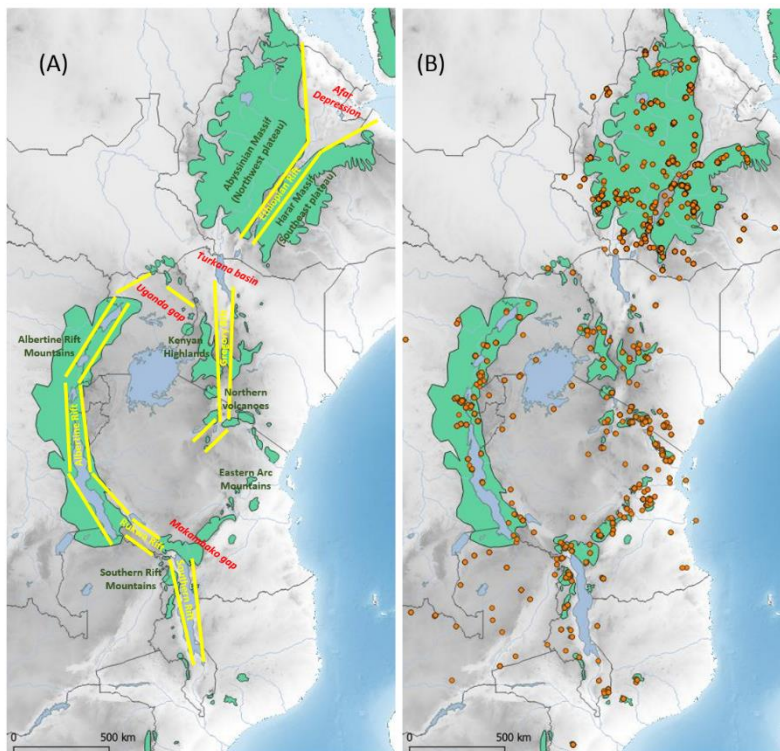 (A)
Afar
Depression
Abyssinian Massif
(Northwest plateau)
Ethiopian Rift
Harar Massif
(Southeast plateau)
Turkana basin
Uganda gap
Albertine Rift
Mountains
Kenyan
Highlands
Northern
volcanoes
Albertine Rift
Eastern Arc
Mountains
Makambako gap
Southern Rift
Mountains
Southern Rift
0
500 km
(B)
0
500 km